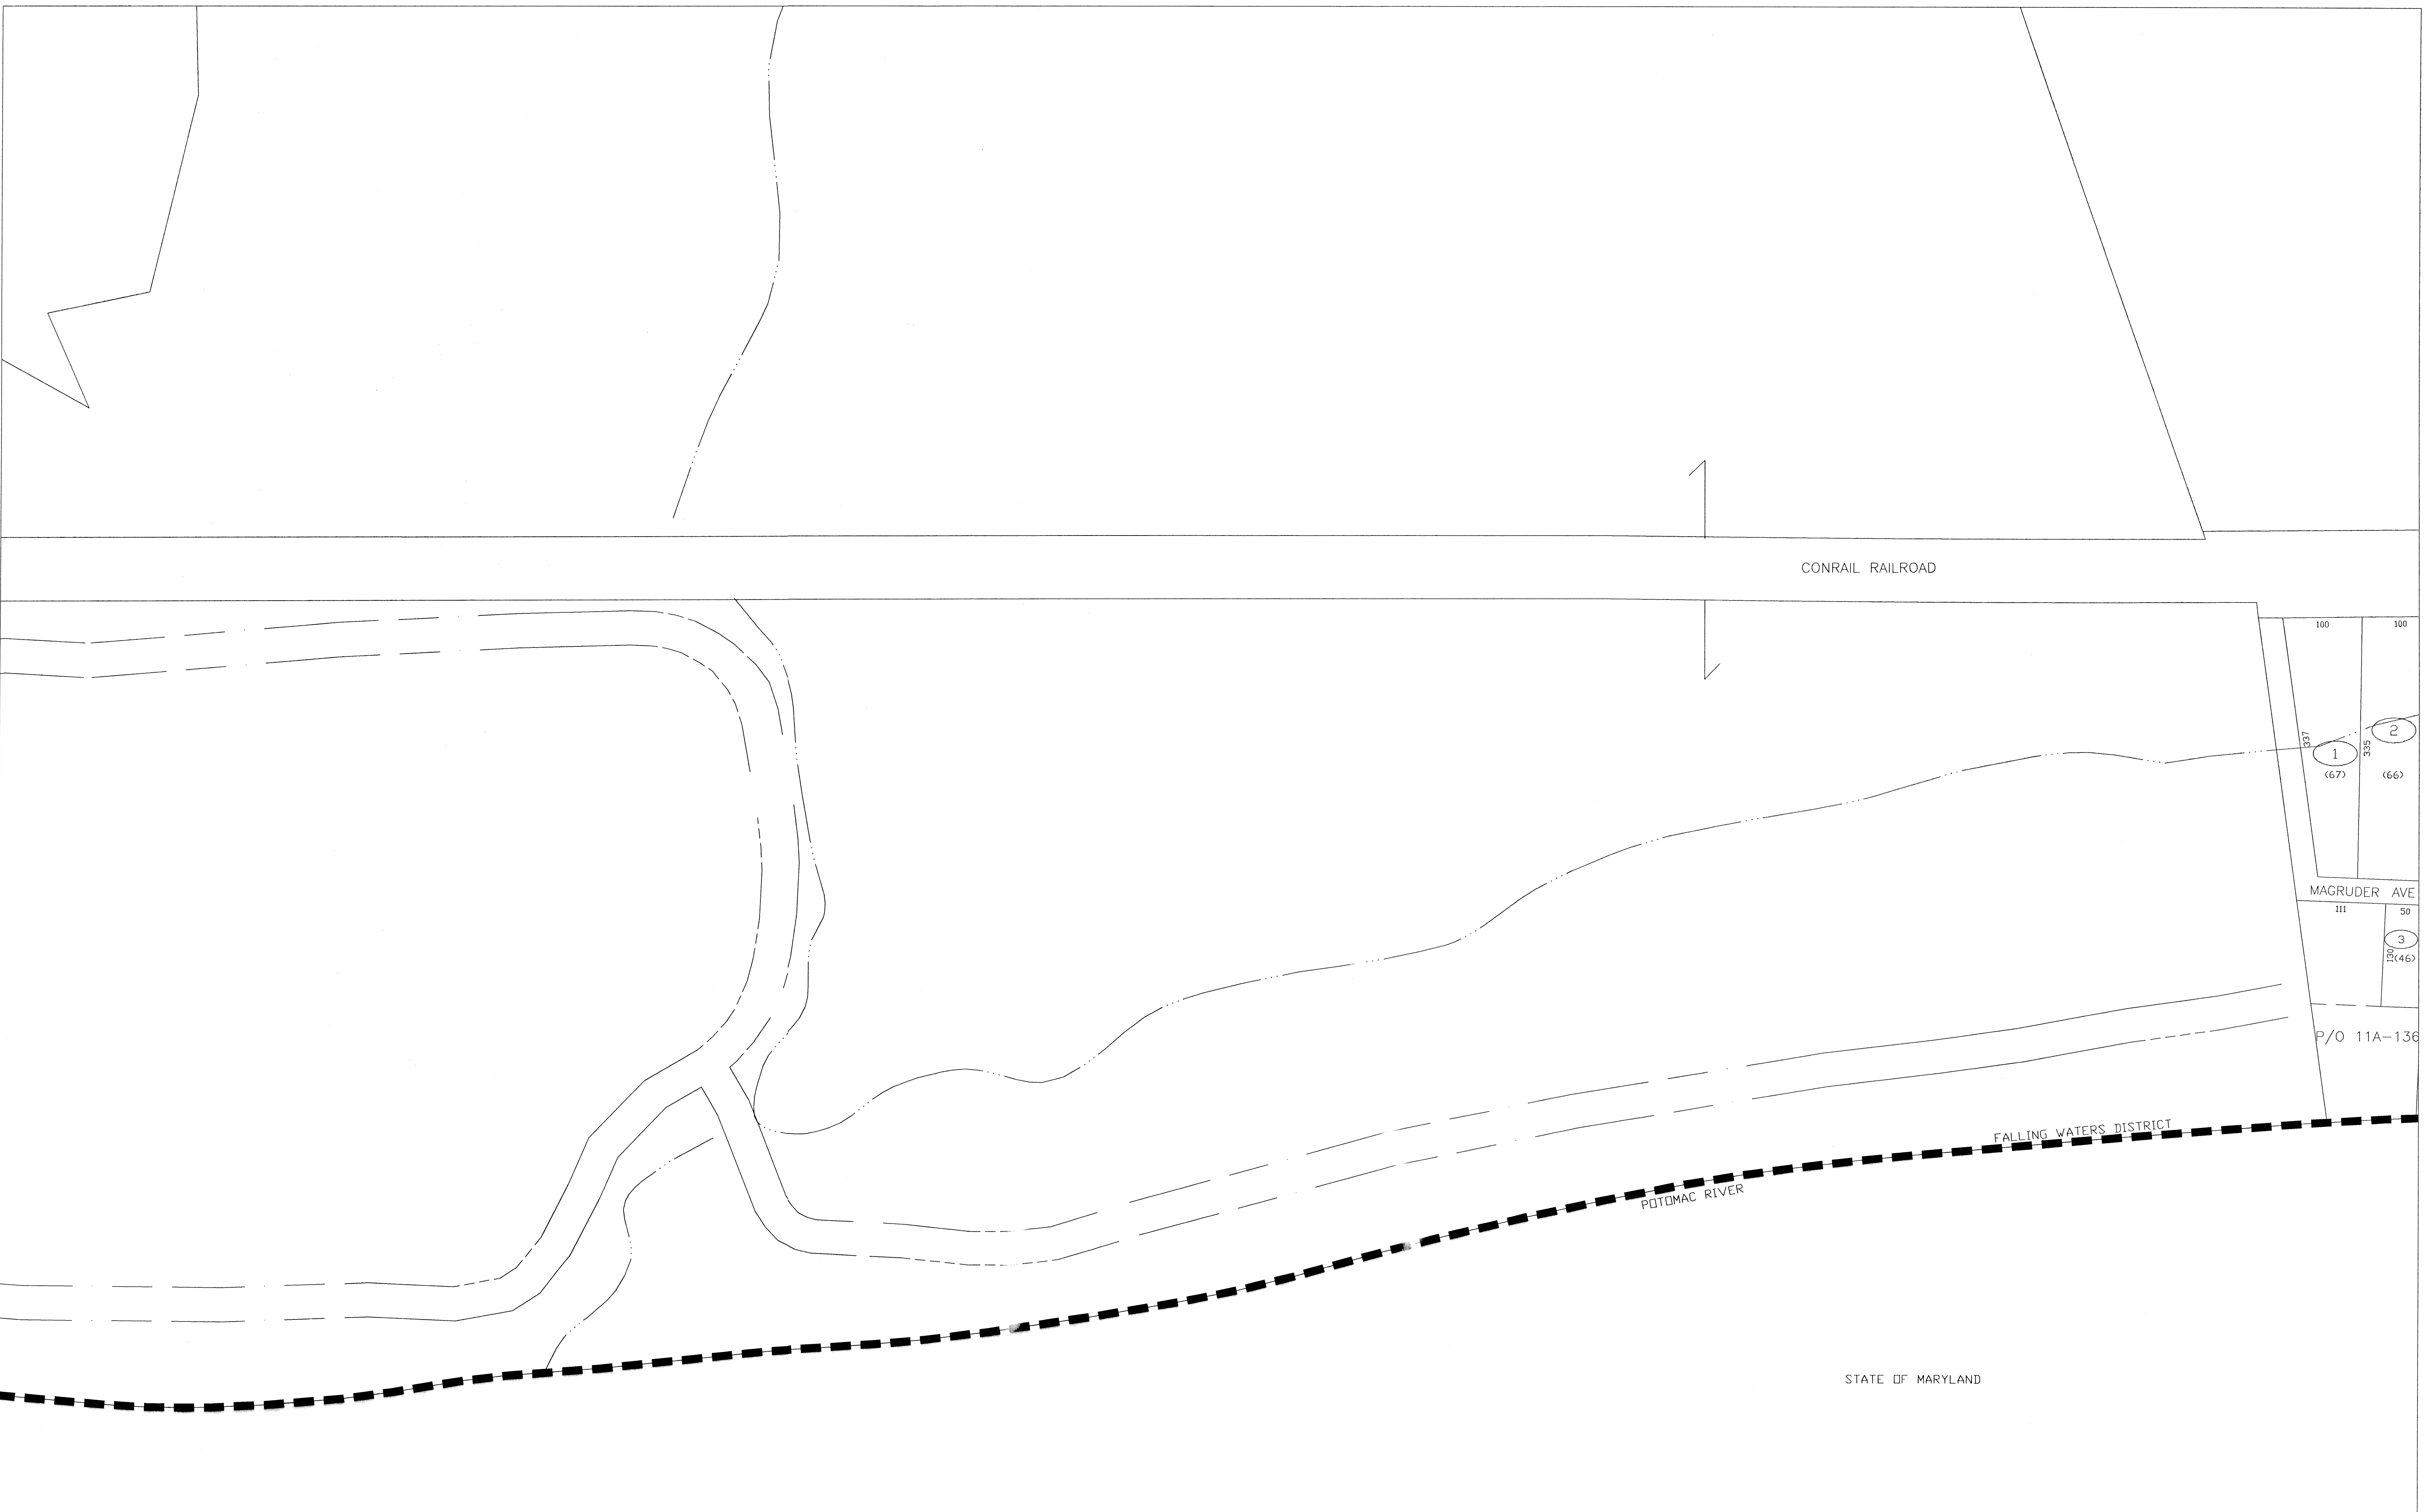 CONRAIL RAILROAD
100
100
337
335
1
2
(67)
(66)
MAGRUDER AVE
111
50
3
130
(46)
P/O 11A-136
FALLING WATERS DISTRICT
POTOMAC RIVER
STATE OF MARYLAND